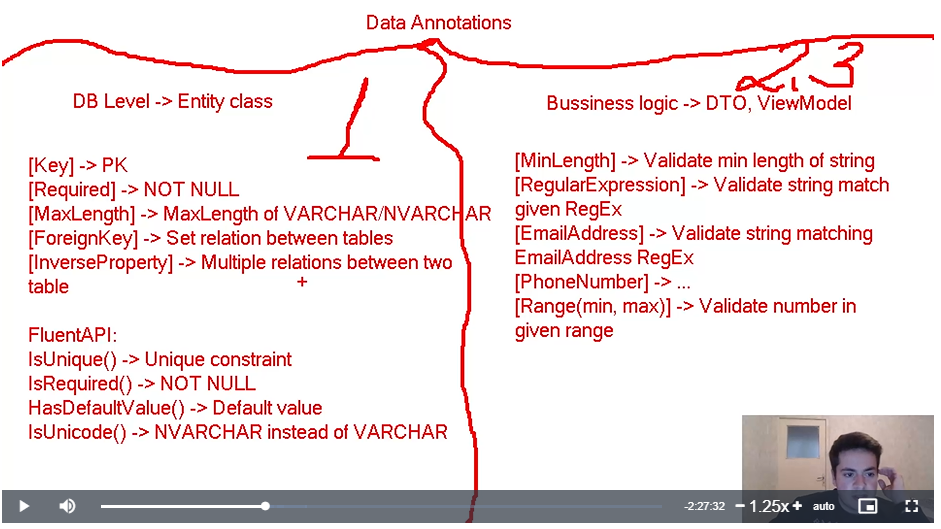 Data Annotations
DB Level -> Entity class
1
[Key] -> PK
[Required] -> NOT NULL
[MaxLength] -> MaxLength of VARCHAR/NVARCHAR
[ForeignKey] -> Set relation between tables
[InverseProperty] -> Multiple relations between two
table
FluentAPI:
IsUnique() -> Unique constraint
IsRequired() -> NOT NULL
HasDefaultValue() -> Default value
IsUnicode() -> NVARCHAR instead of VARCHAR
2, 3
Bussiness logic -> DTO, ViewModel
[MinLength] -> Validate min length of string
[RegularExpression] -> Validate string match
given RegEx
[EmailAddress] -> Validate string matching
EmailAddress RegEx
[PhoneNumber] -> ...
[Range(min, max)] -> Validate number in
given range
-2:27:32 − 1.25x + auto